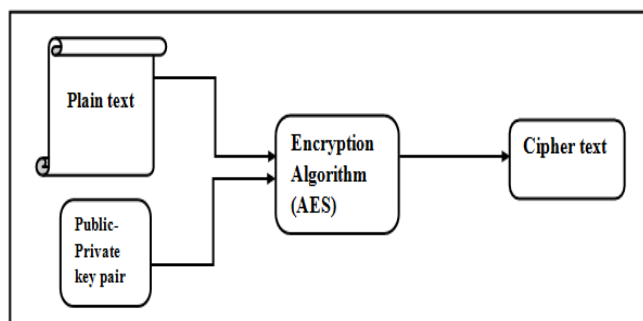 Plain text
Public-
Private
key pair
Encryption
Algorithm
(AES)
Cipher text